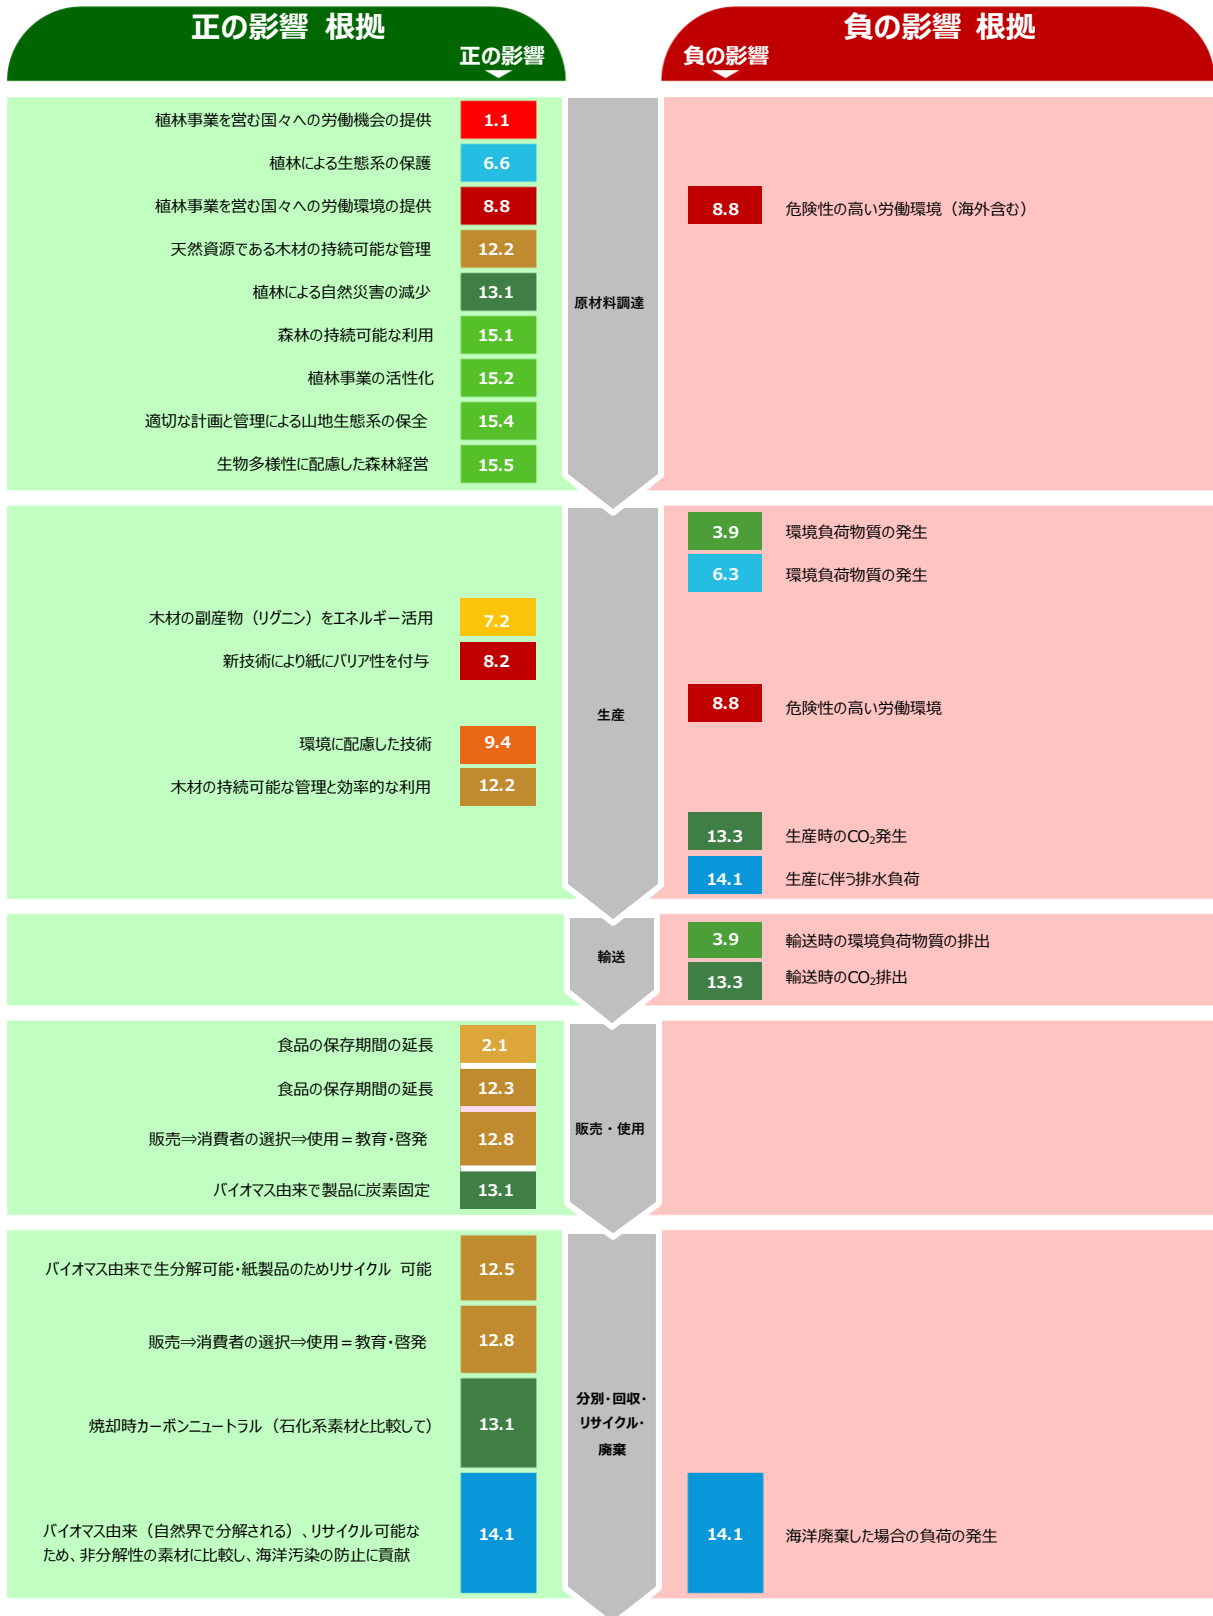 正の影響 根拠
正の影響
負の影響 根拠
負の影響
植林事業を営む国々への労働機会の提供 1.1
植林による生態系の保護 6.6
植林事業を営む国々への労働環境の提供 8.8
天然資源である木材の持続可能な管理 12.2
植林による自然災害の減少 13.1
森林の持続可能な利用 15.1
植林事業の活性化 15.2
適切な計画と管理による山地生態系の保全 15.4
生物多様性に配慮した森林経営 15.5
原材料調達
8.8 危険性の高い労働環境（海外含む）
木材の副産物（リグニン）をエネルギー活用 7.2
新技術により紙にバリア性を付与 8.2
環境に配慮した技術 9.4
木材の持続可能な管理と効率的な利用 12.2
生産
3.9 環境負荷物質の発生
6.3 環境負荷物質の発生
8.8 危険性の高い労働環境
13.3 生産時のCO₂発生
14.1 生産に伴う排水負荷
輸送
3.9 輸送時の環境負荷物質の排出
13.3 輸送時のCO₂排出
食品の保存期間の延長 2.1
食品の保存期間の延長 12.3
販売⇒消費者の選択⇒使用＝教育・啓発 12.8
バイオマス由来で製品に炭素固定 13.1
販売・使用
バイオマス由来で生分解可能・紙製品のためリサイクル 可能 12.5
販売⇒消費者の選択⇒使用＝教育・啓発 12.8
焼却時カーボンニュートラル（石化系素材と比較して） 13.1
バイオマス由来（自然界で分解される）、リサイクル可能な
ため、非分解性の素材に比較し、海洋汚染の防止に貢献
14.1
分別・回収・
リサイクル・
廃棄
14.1 海洋廃棄した場合の負荷の発生